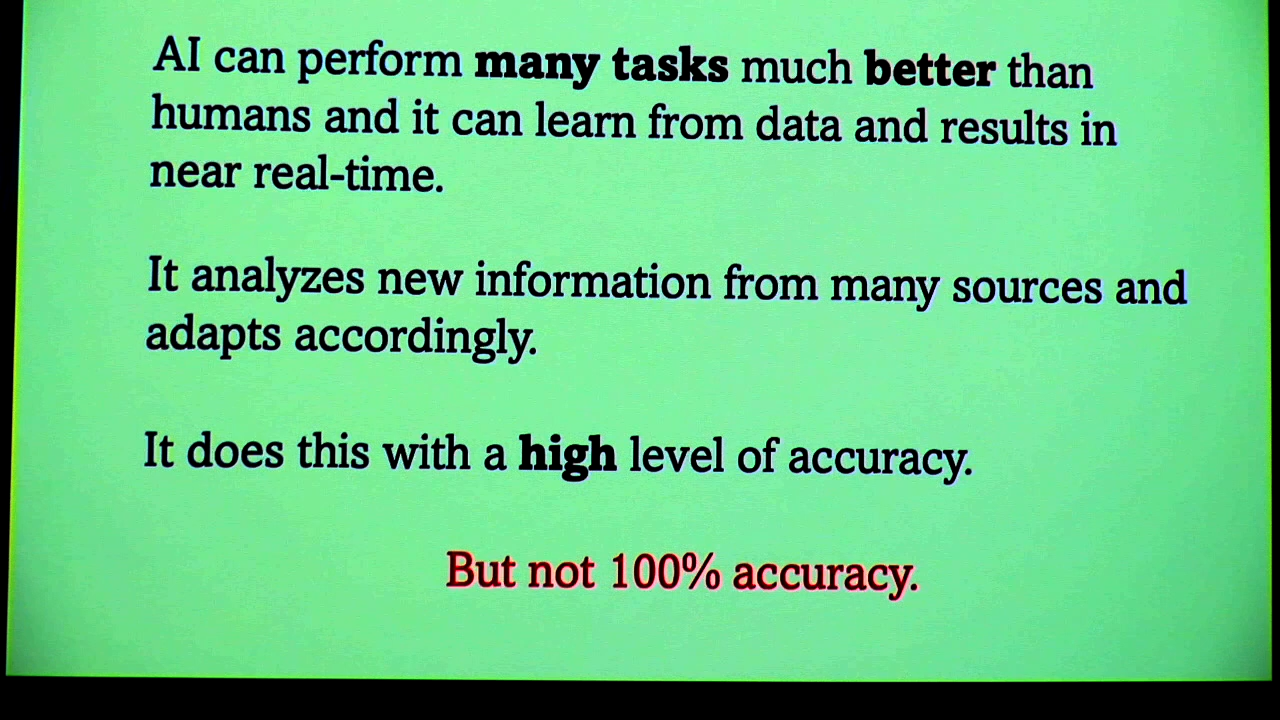 AI can perform many tasks much better than
humans and it can learn from data and results in
near real-time.
It analyzes new information from many sources and
adapts accordingly.
It does this with a high level of accuracy.
But not 100% accuracy.